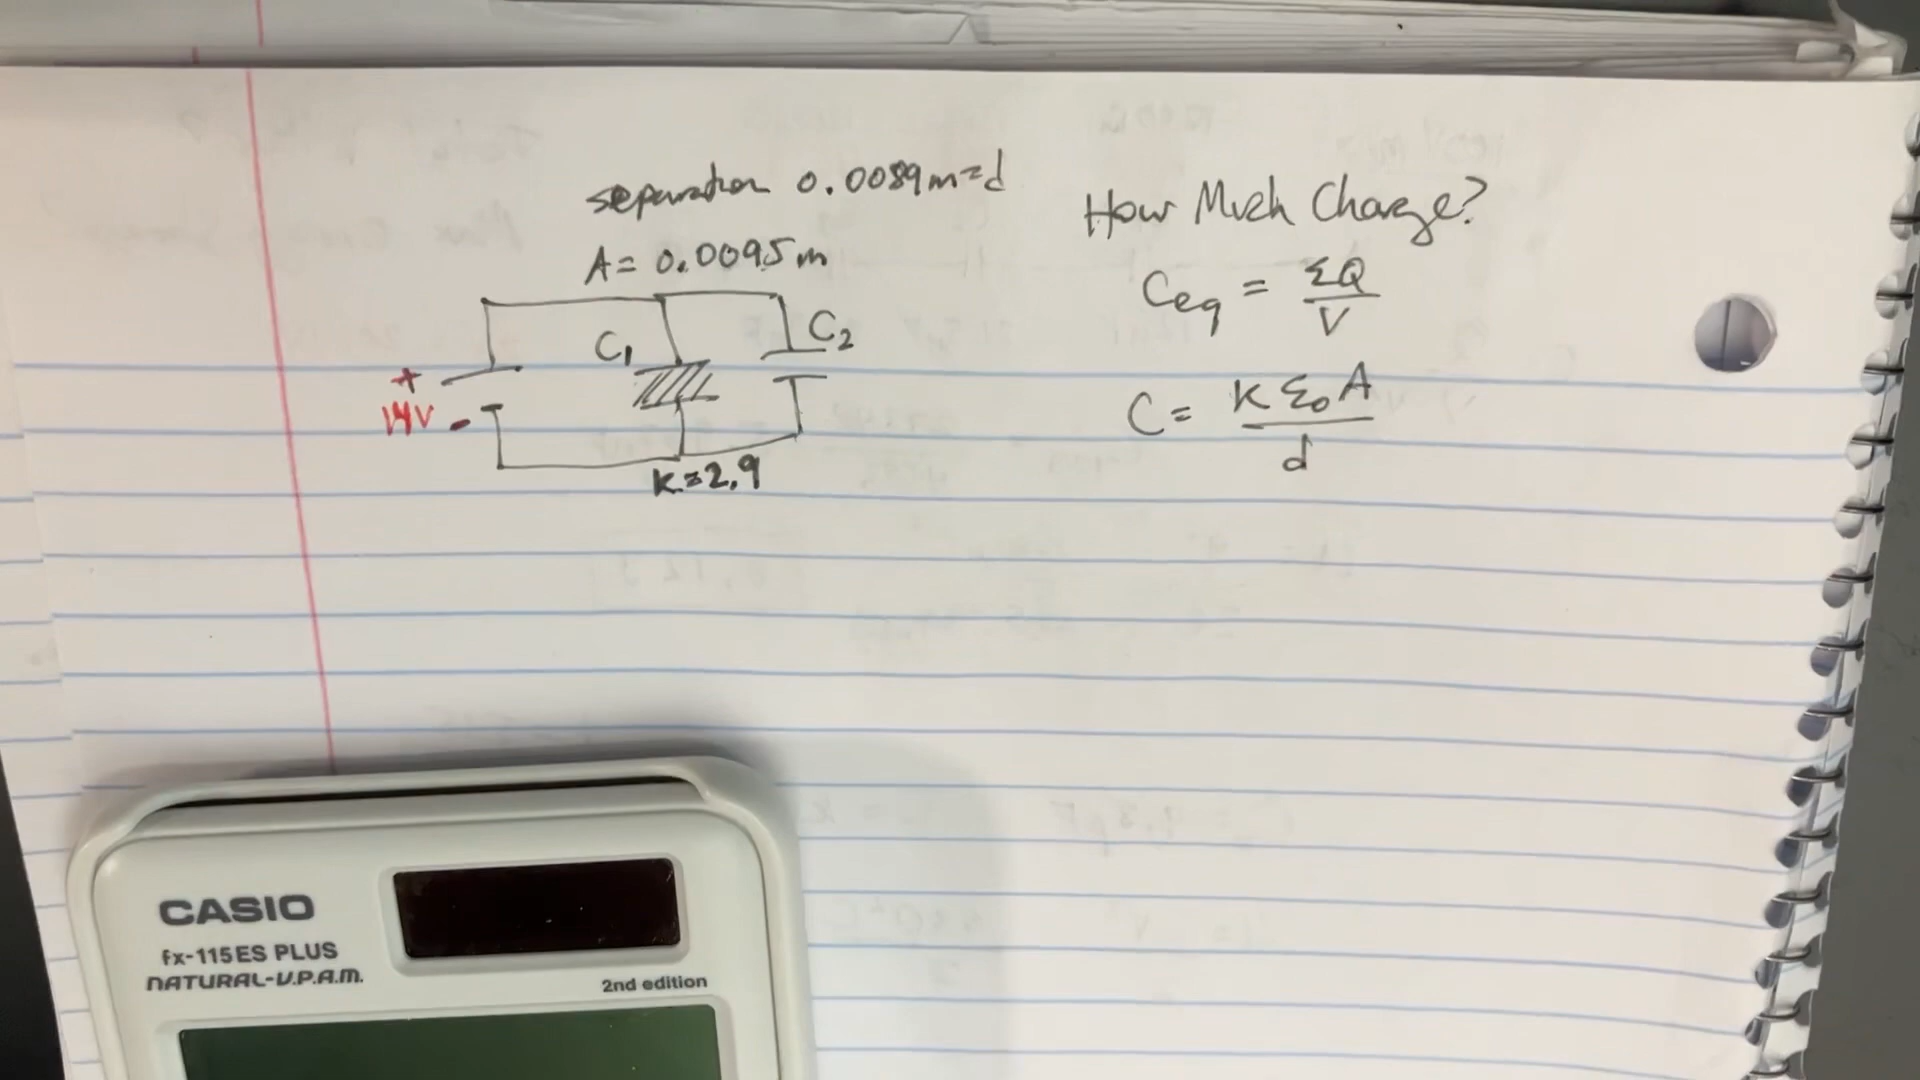 separation 0.0089m=d
A= 0.0095m
C₁
C₂
+
14V -
K=2.9
How Much Charge?
Ceq = ΣQ/V
C= K Σ₀ A/d
CASIO
fx-115ES PLUS
NATURAL-V.P.A.M.
2nd edition